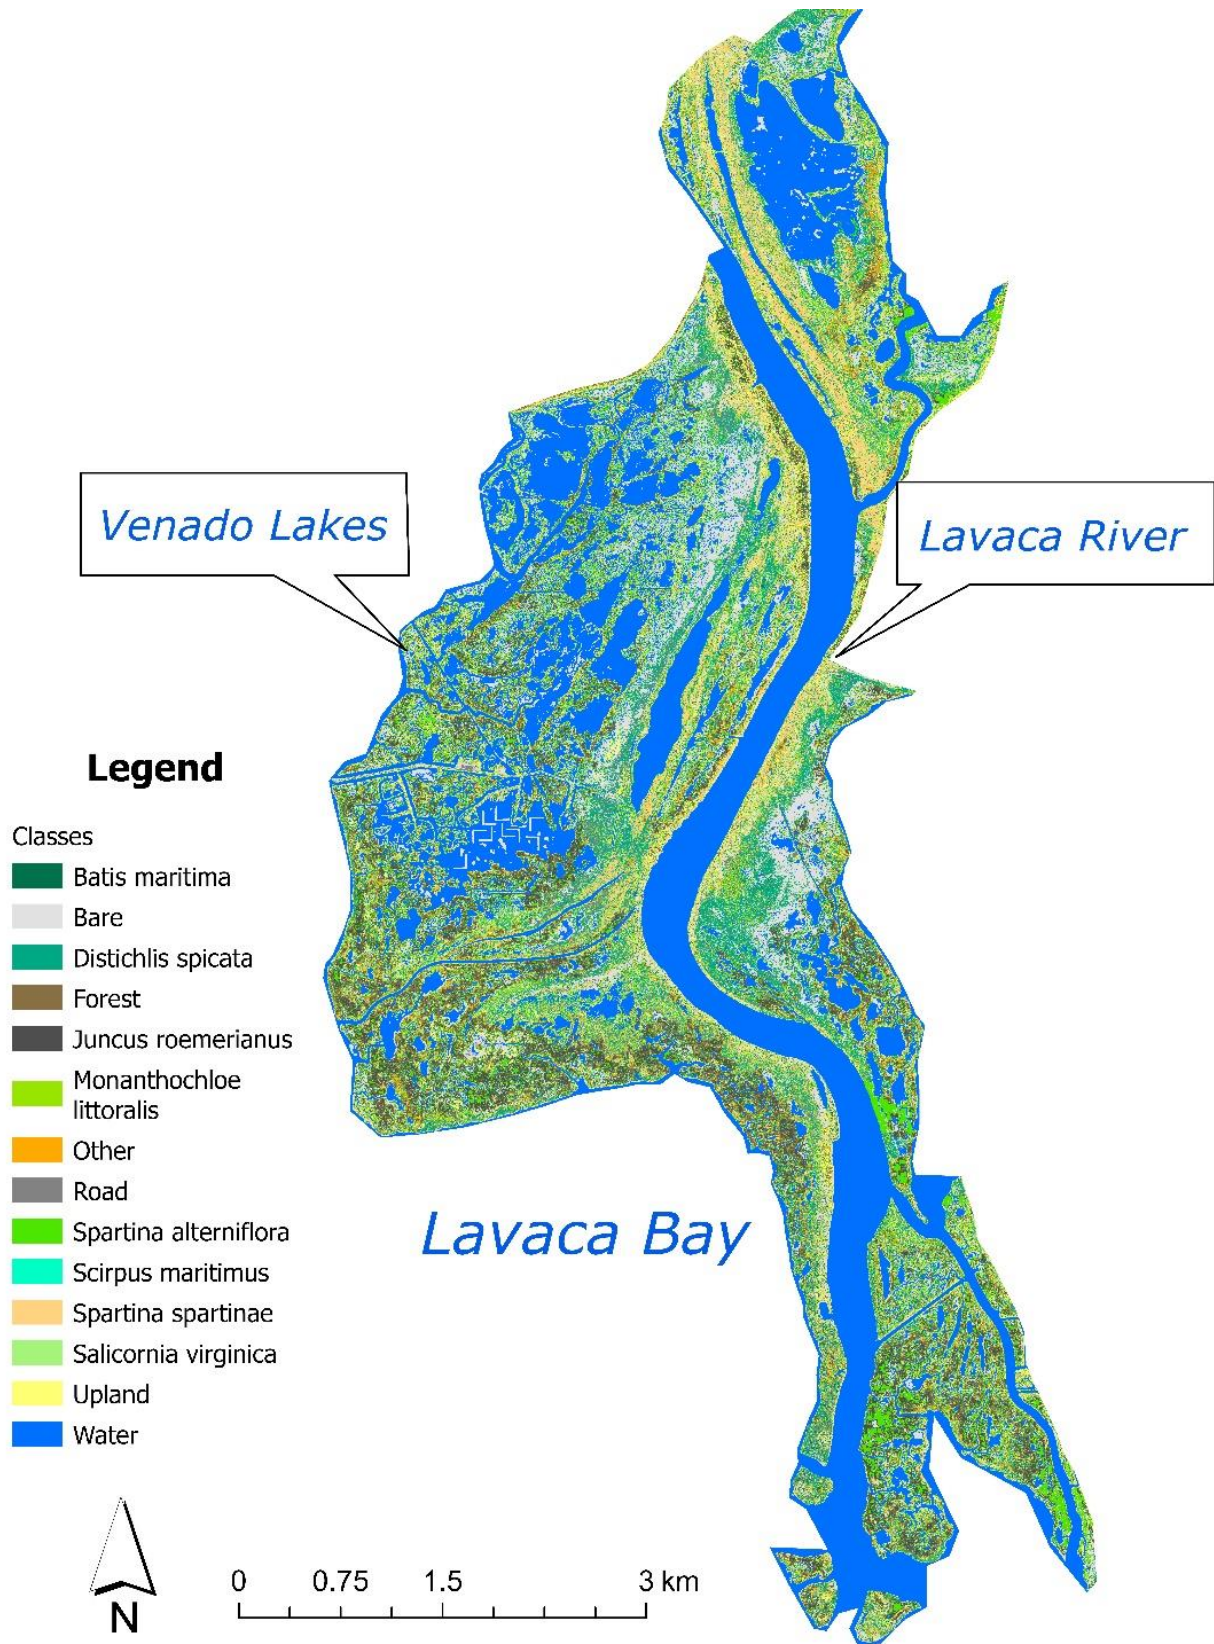 Venado Lakes
Lavaca River
Legend
Classes
Batis maritima
Bare
Distichlis spicata
Forest
Juncus roemerianus
Monanthochloe
littoralis
Other
Road
Spartina alterniflora
Scirpus maritimus
Spartina spartinae
Salicornia virginica
Upland
Water
Lavaca Bay
N
0 0.75 1.5 3 km